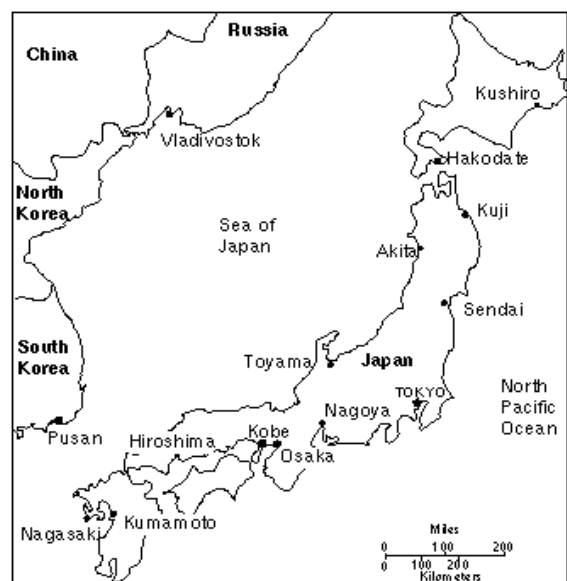 Russia
China
Kushiro
Vladivostok
Hakodate
North
Korea
Kuji
Sea of
Japan
Akita
Sendai
South
Korea
Toyama
Japan
TOKYO
North
Pacific
Ocean
Nagoya
Pusan
Hiroshima
Kobe
Osaka
Nagasaki
Kumamoto
Miles
0 100 200
0 100 200
Kilometers